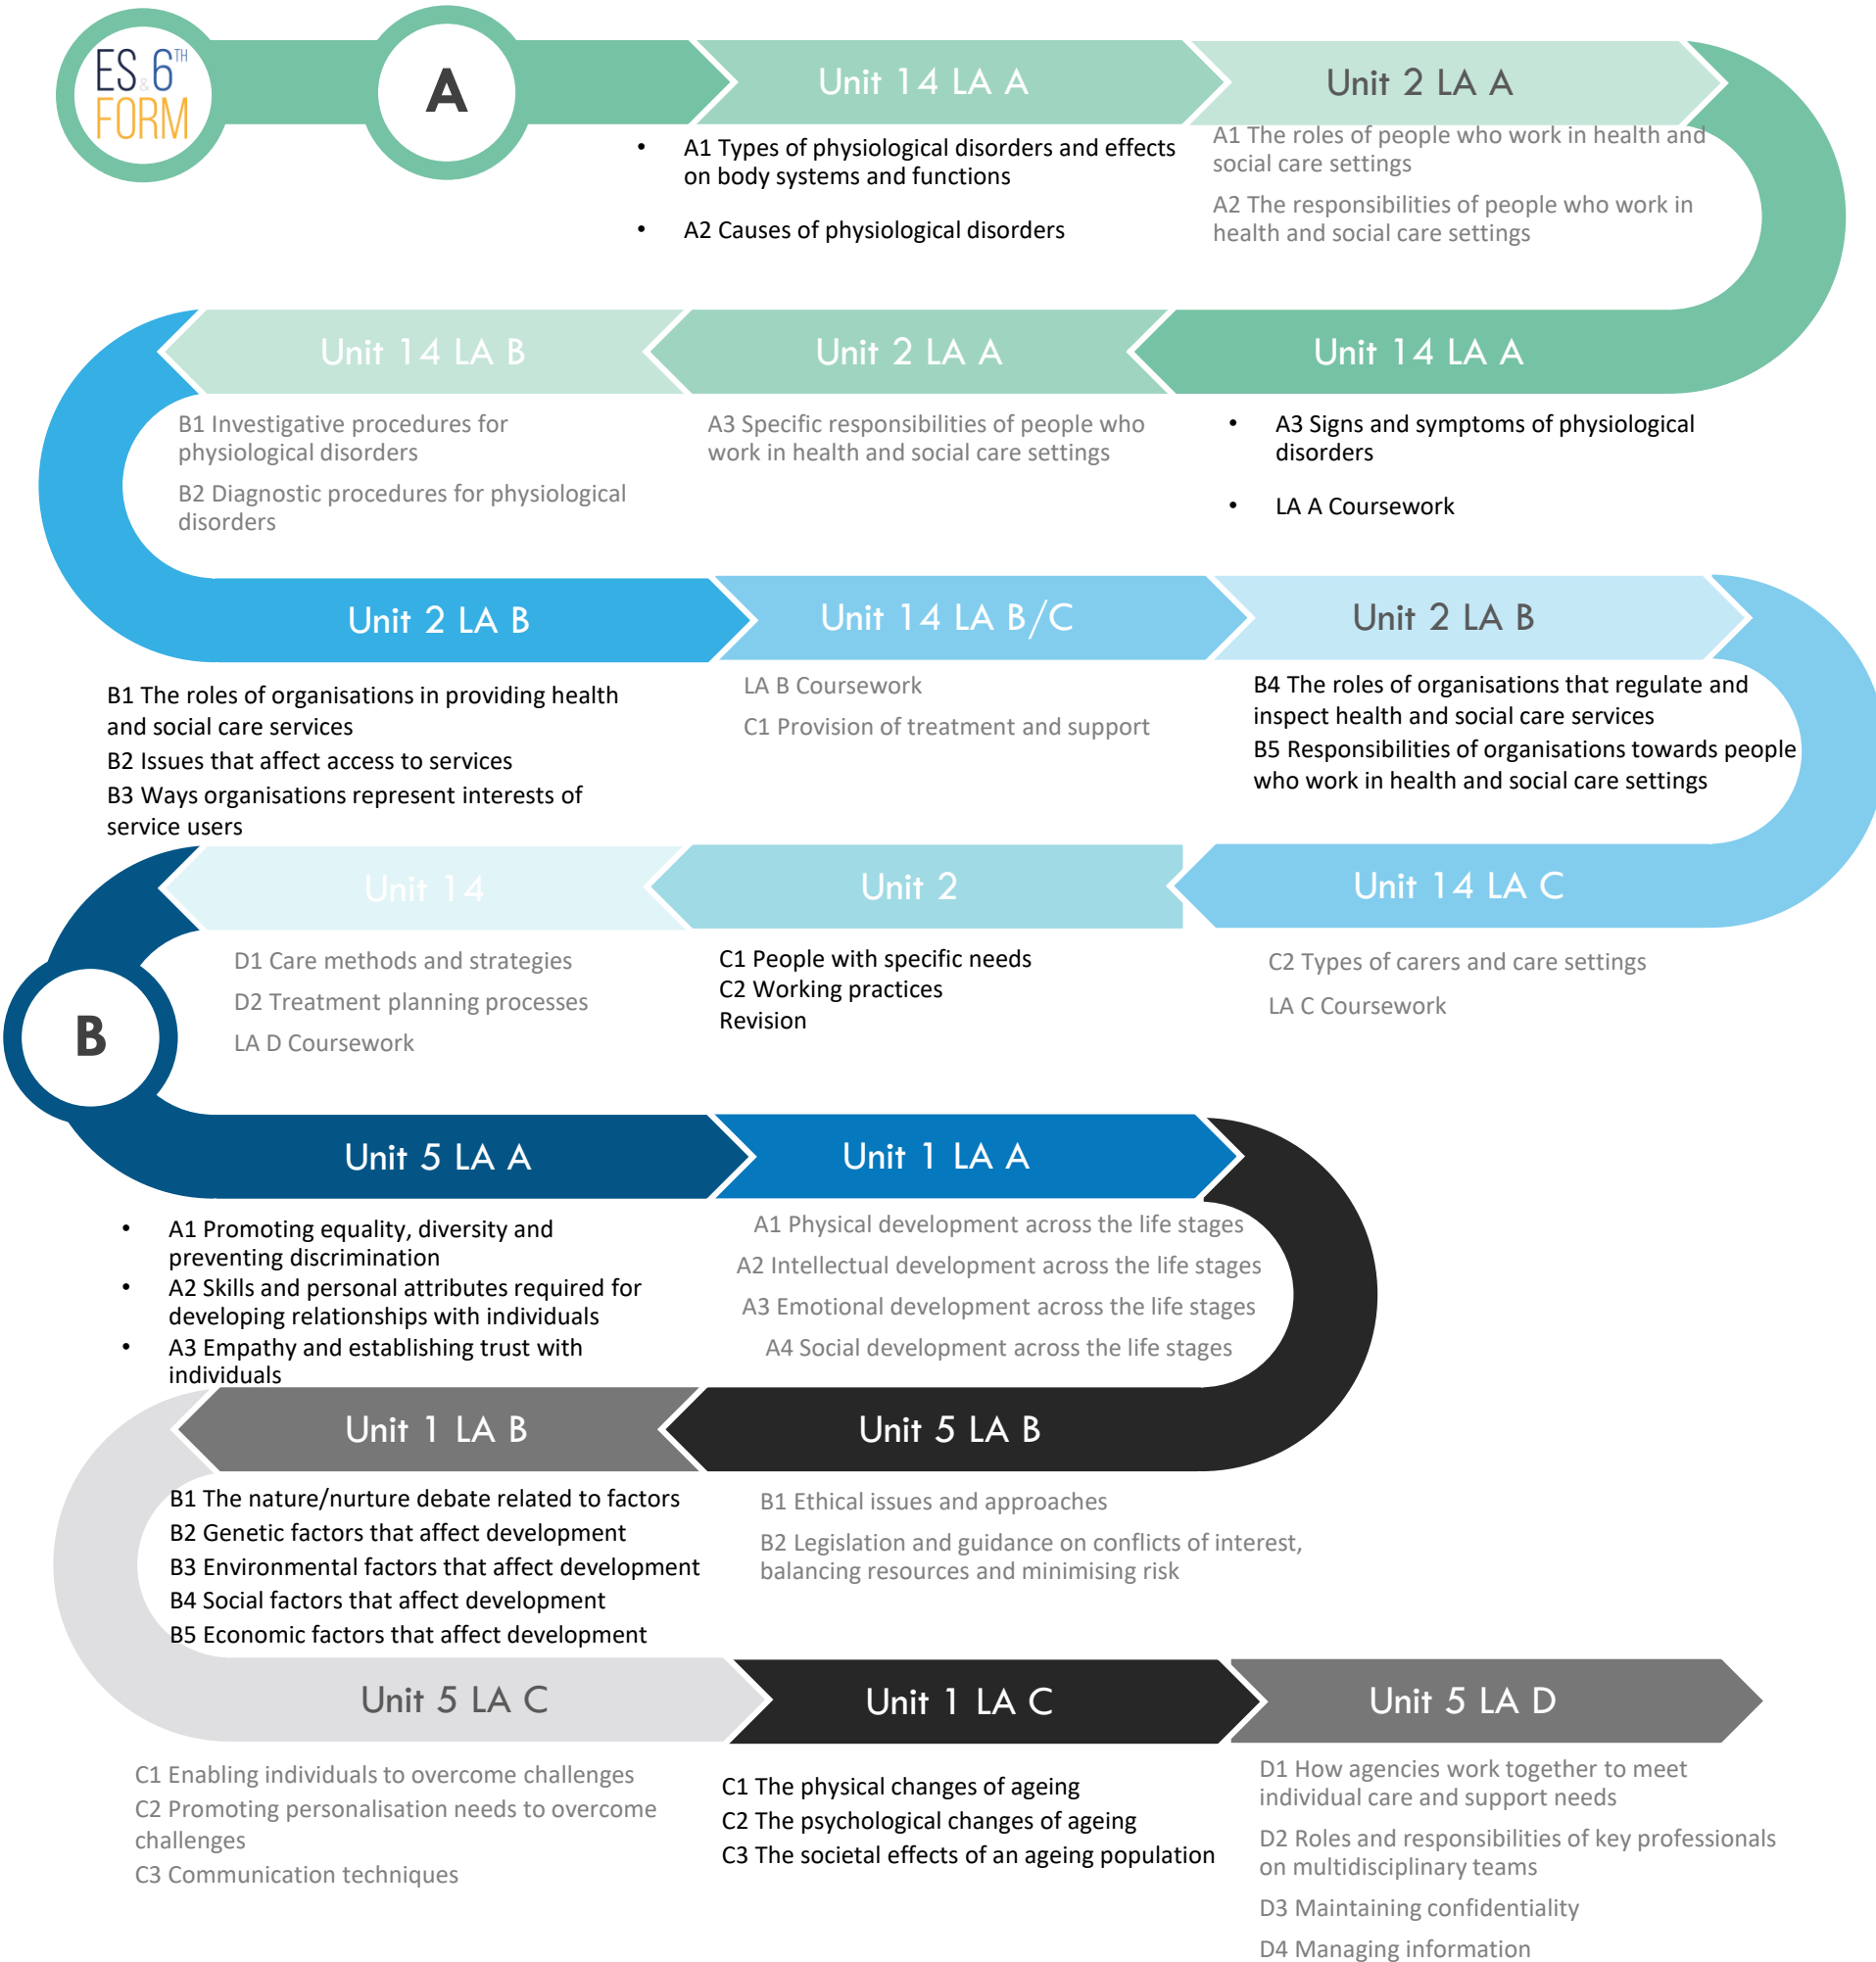 ES & 6TH
FORM
A
Unit 14 LA A
• A1 Types of physiological disorders and effects
on body systems and functions
• A2 Causes of physiological disorders
Unit 2 LA A
A1 The roles of people who work in health and
social care settings
A2 The responsibilities of people who work in
health and social care settings
Unit 14 LA A
• A3 Signs and symptoms of physiological
disorders
• LA A Coursework
Unit 2 LA A
A3 Specific responsibilities of people who
work in health and social care settings
Unit 14 LA B
B1 Investigative procedures for
physiological disorders
B2 Diagnostic procedures for physiological
disorders
Unit 2 LA B
B1 The roles of organisations in providing health
and social care services
B2 Issues that affect access to services
B3 Ways organisations represent interests of
service users
Unit 14 LA B/C
LA B Coursework
C1 Provision of treatment and support
Unit 2 LA B
B4 The roles of organisations that regulate and
inspect health and social care services
B5 Responsibilities of organisations towards people
who work in health and social care settings
Unit 14 LA C
C2 Types of carers and care settings
LA C Coursework
Unit 2
C1 People with specific needs
C2 Working practices
Revision
Unit 14
D1 Care methods and strategies
D2 Treatment planning processes
LA D Coursework
B
Unit 5 LA A
• A1 Promoting equality, diversity and
preventing discrimination
• A2 Skills and personal attributes required for
developing relationships with individuals
• A3 Empathy and establishing trust with
individuals
Unit 1 LA A
A1 Physical development across the life stages
A2 Intellectual development across the life stages
A3 Emotional development across the life stages
A4 Social development across the life stages
Unit 5 LA B
B1 Ethical issues and approaches
B2 Legislation and guidance on conflicts of interest,
balancing resources and minimising risk
Unit 1 LA B
B1 The nature/nurture debate related to factors
B2 Genetic factors that affect development
B3 Environmental factors that affect development
B4 Social factors that affect development
B5 Economic factors that affect development
Unit 5 LA C
C1 Enabling individuals to overcome challenges
C2 Promoting personalisation needs to overcome
challenges
C3 Communication techniques
Unit 1 LA C
C1 The physical changes of ageing
C2 The psychological changes of ageing
C3 The societal effects of an ageing population
Unit 5 LA D
D1 How agencies work together to meet
individual care and support needs
D2 Roles and responsibilities of key professionals
on multidisciplinary teams
D3 Maintaining confidentiality
D4 Managing information